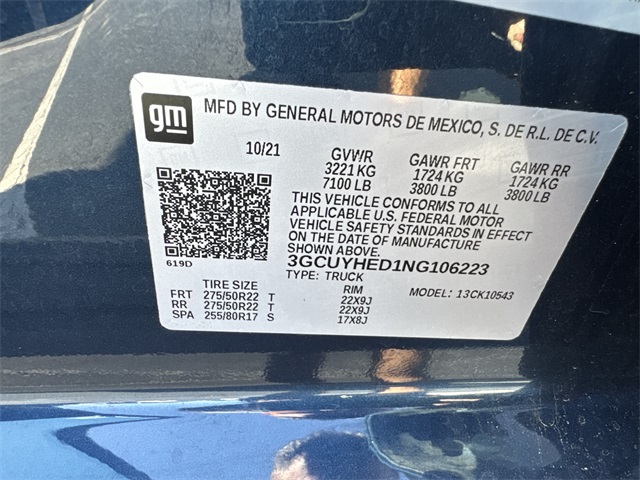 gm
MFD BY GENERAL MOTORS DE MEXICO, S. DE R.L. DE C.V.
10/21 GVWR GAWR FRT GAWR RR
3221 KG 1724 KG 1724 KG
7100 LB 3800 LB 3800 LB
THIS VEHICLE CONFORMS TO ALL
APPLICABLE U.S. FEDERAL MOTOR
VEHICLE SAFETY STANDARDS IN EFFECT
ON THE DATE OF MANUFACTURE
SHOWN ABOVE.
619D 3GCUYHED1NG106223
TYPE: TRUCK MODEL: 13CK10543
TIRE SIZE RIM
FRT 275/50R22 T 22X9J
RR 275/50R22 T 22X9J
SPA 255/80R17 S 17X8J